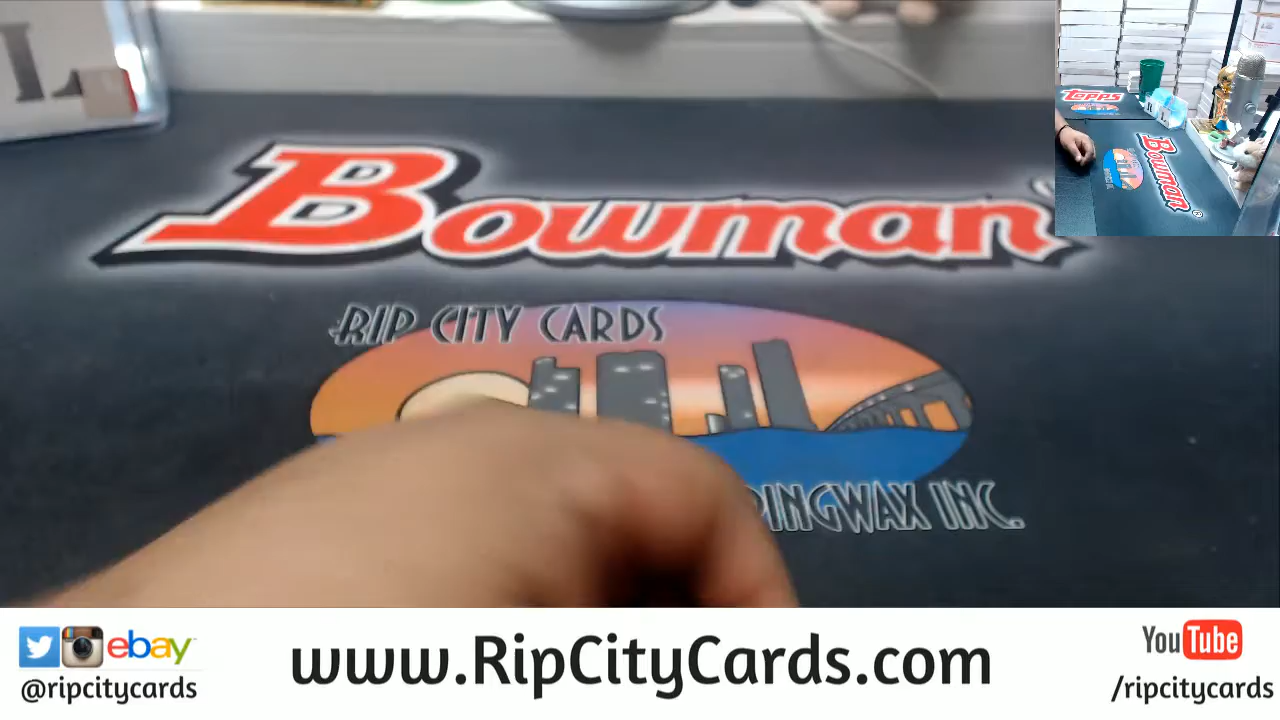 L
Topps
Bowman
Bowman
®
RIP CITY CARDS
PINGWAX INC.
ebay
YouTube
www.RipCityCards.com
@ripcitycards
/ripcitycards